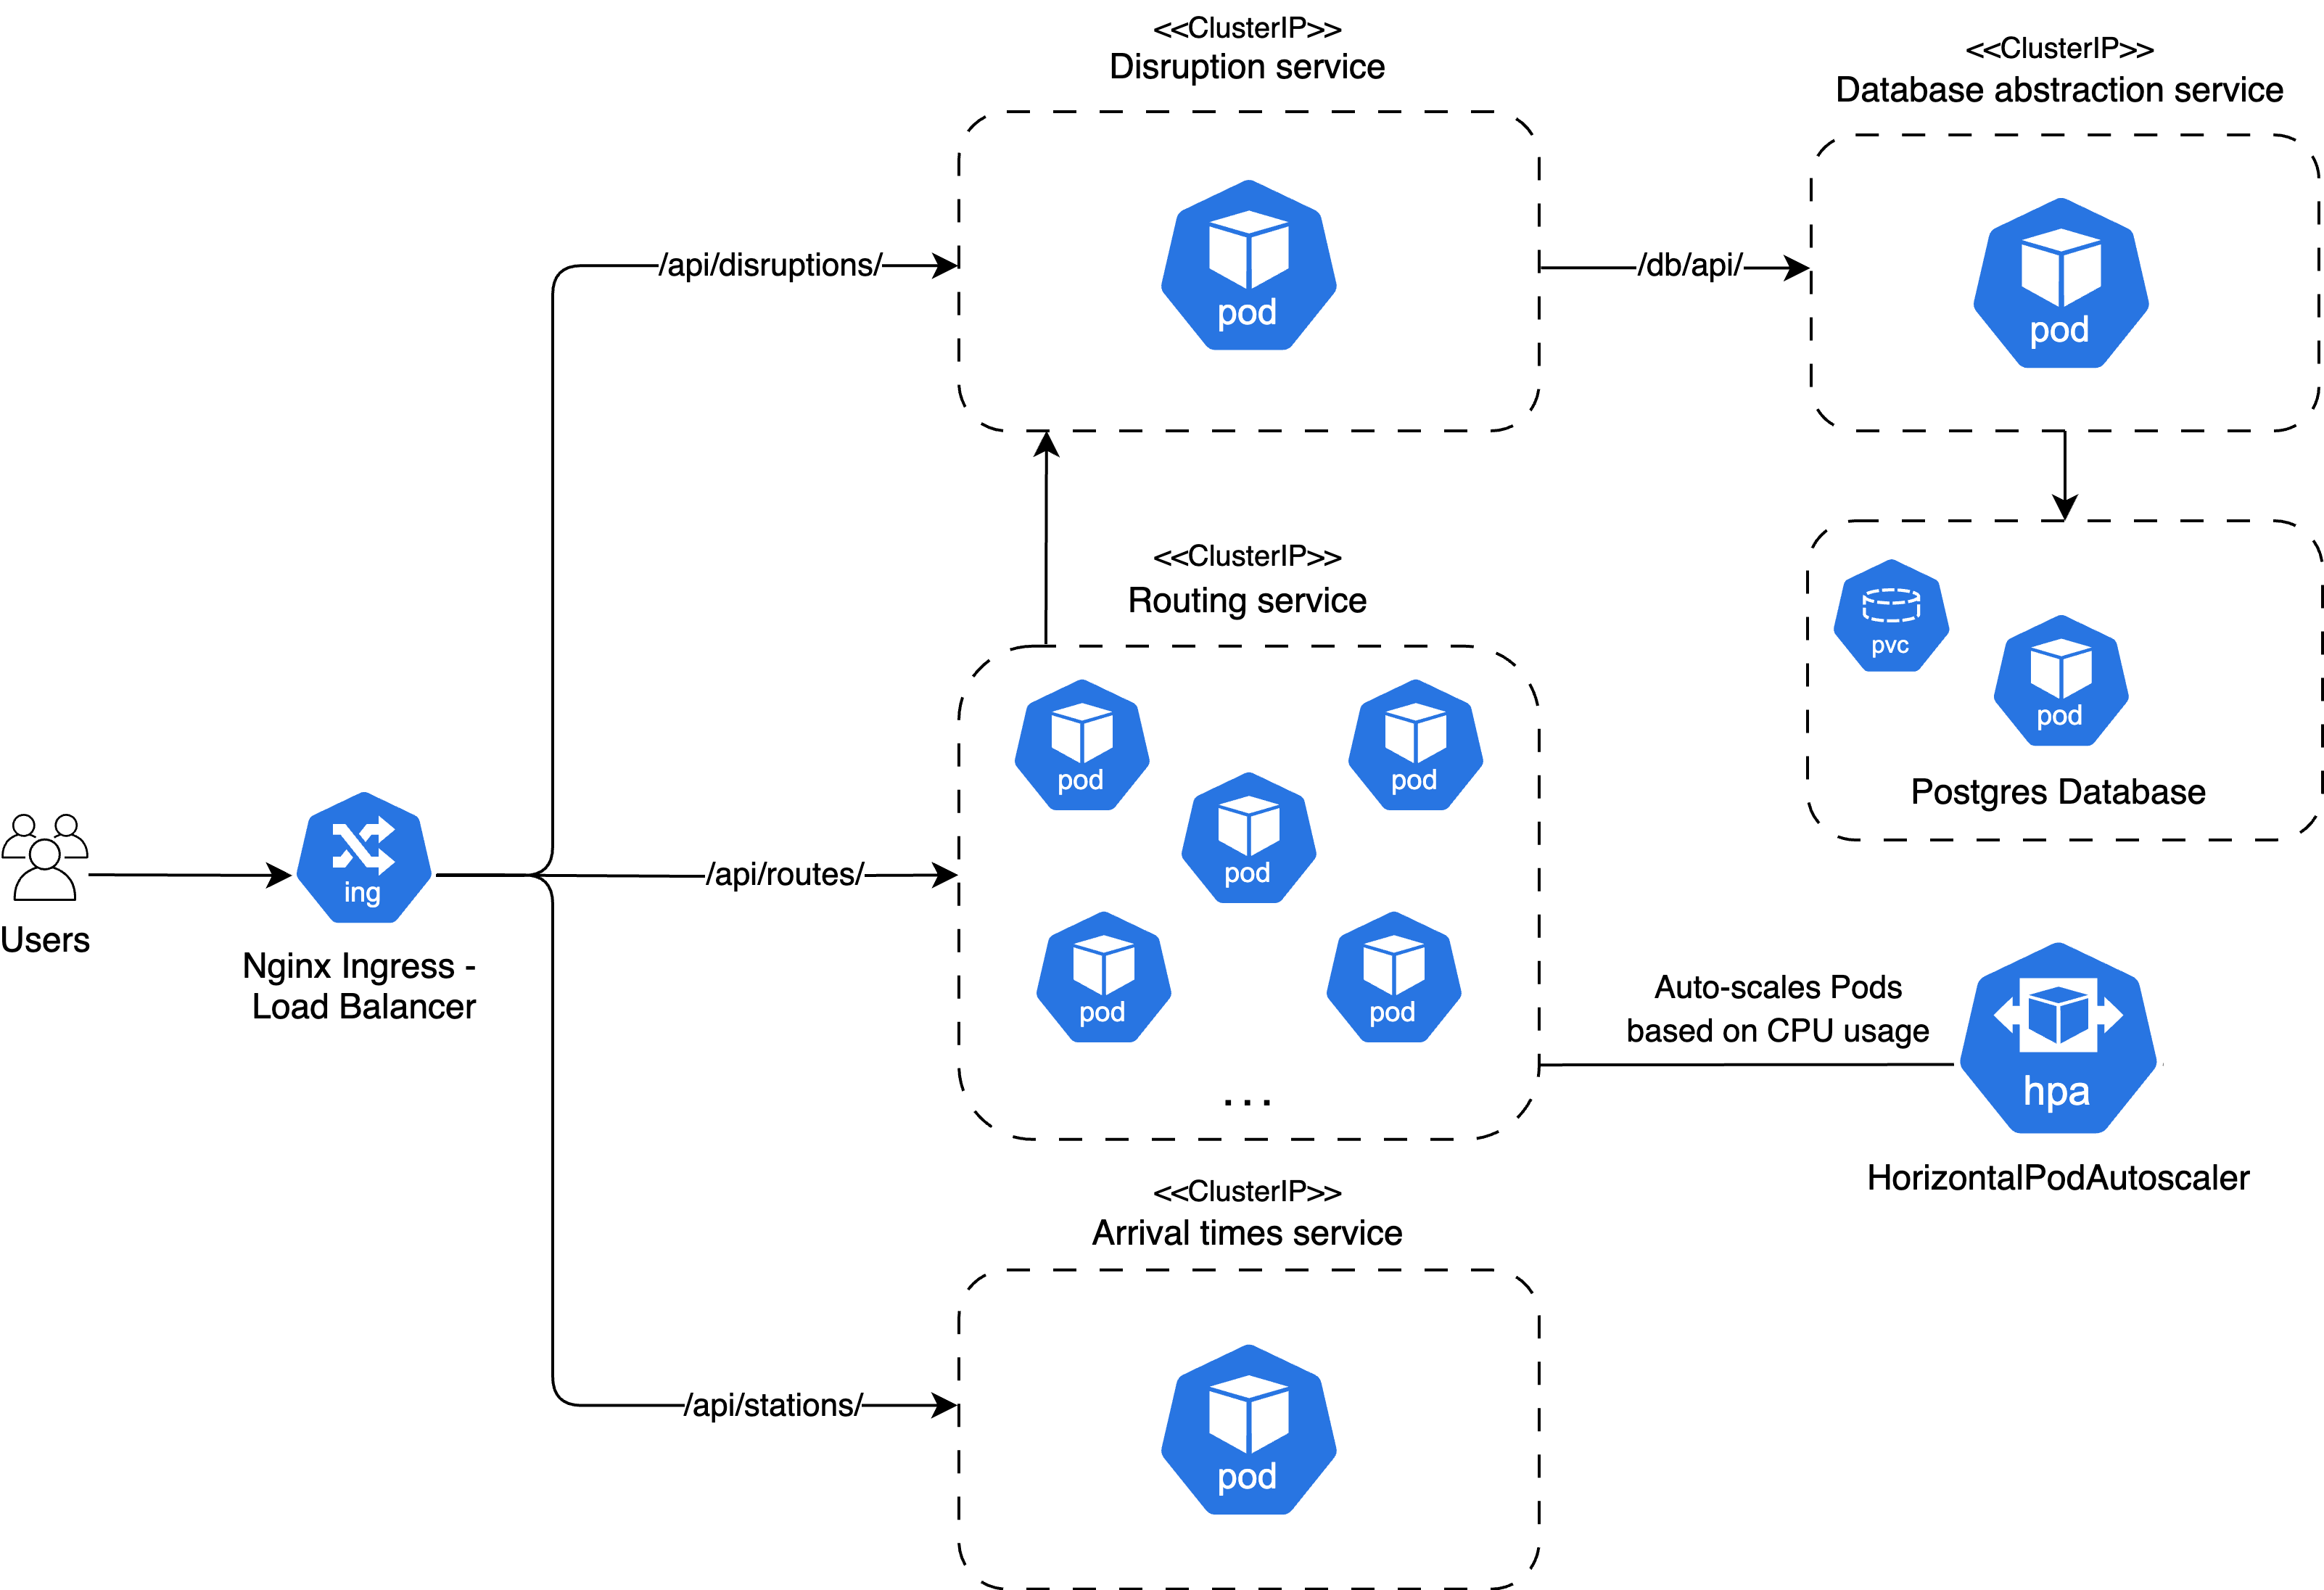 <<ClusterIP>>
Disruption service
pod
/api/disruptions/
/db/api/
<<ClusterIP>>
Database abstraction service
pod
pvc
pod
Postgres Database
<<ClusterIP>>
Routing service
pod
pod
pod
pod
pod
...
Users
ing
Nginx Ingress -
Load Balancer
/api/routes/
Auto-scales Pods
based on CPU usage
hpa
HorizontalPodAutoscaler
<<ClusterIP>>
Arrival times service
/api/stations/
pod